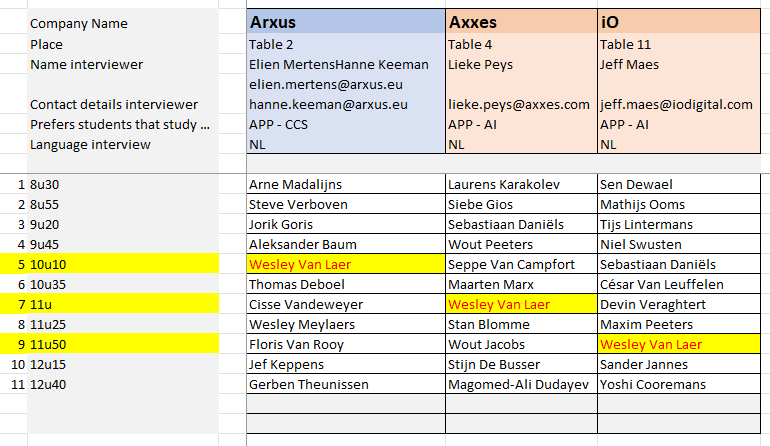 Company Name Arxus Axxes iO
Place Table 2 Table 4 Table 11
Name interviewer Elien MertensHanne Keeman Lieke Peys Jeff Maes
elien.mertens@arxus.eu
Contact details interviewer hanne.keeman@arxus.eu lieke.peys@axxes.com jeff.maes@iodigital.com
Prefers students that study ... APP - CCS APP - AI APP - AI
Language interview NL NL NL
1 8u30 Arne Madalijns Laurens Karakolev Sen Dewael
2 8u55 Steve Verboven Siebe Gios Mathijs Ooms
3 9u20 Jorik Goris Sebastiaan Daniëls Tijs Lintermans
4 9u45 Aleksander Baum Wout Peeters Niel Swusten
5 10u10 Wesley Van Laer Seppe Van Campfort Sebastiaan Daniëls
6 10u35 Thomas Deboel Maarten Marx César Van Leuffelen
7 11u Cisse Vandeweyer Wesley Van Laer Devin Veraghtert
8 11u25 Wesley Meylaers Stan Blomme Maxim Peeters
9 11u50 Floris Van Rooy Wout Jacobs Wesley Van Laer
10 12u15 Jef Keppens Stijn De Busser Sander Jannes
11 12u40 Gerben Theunissen Magomed-Ali Dudayev Yoshi Cooremans